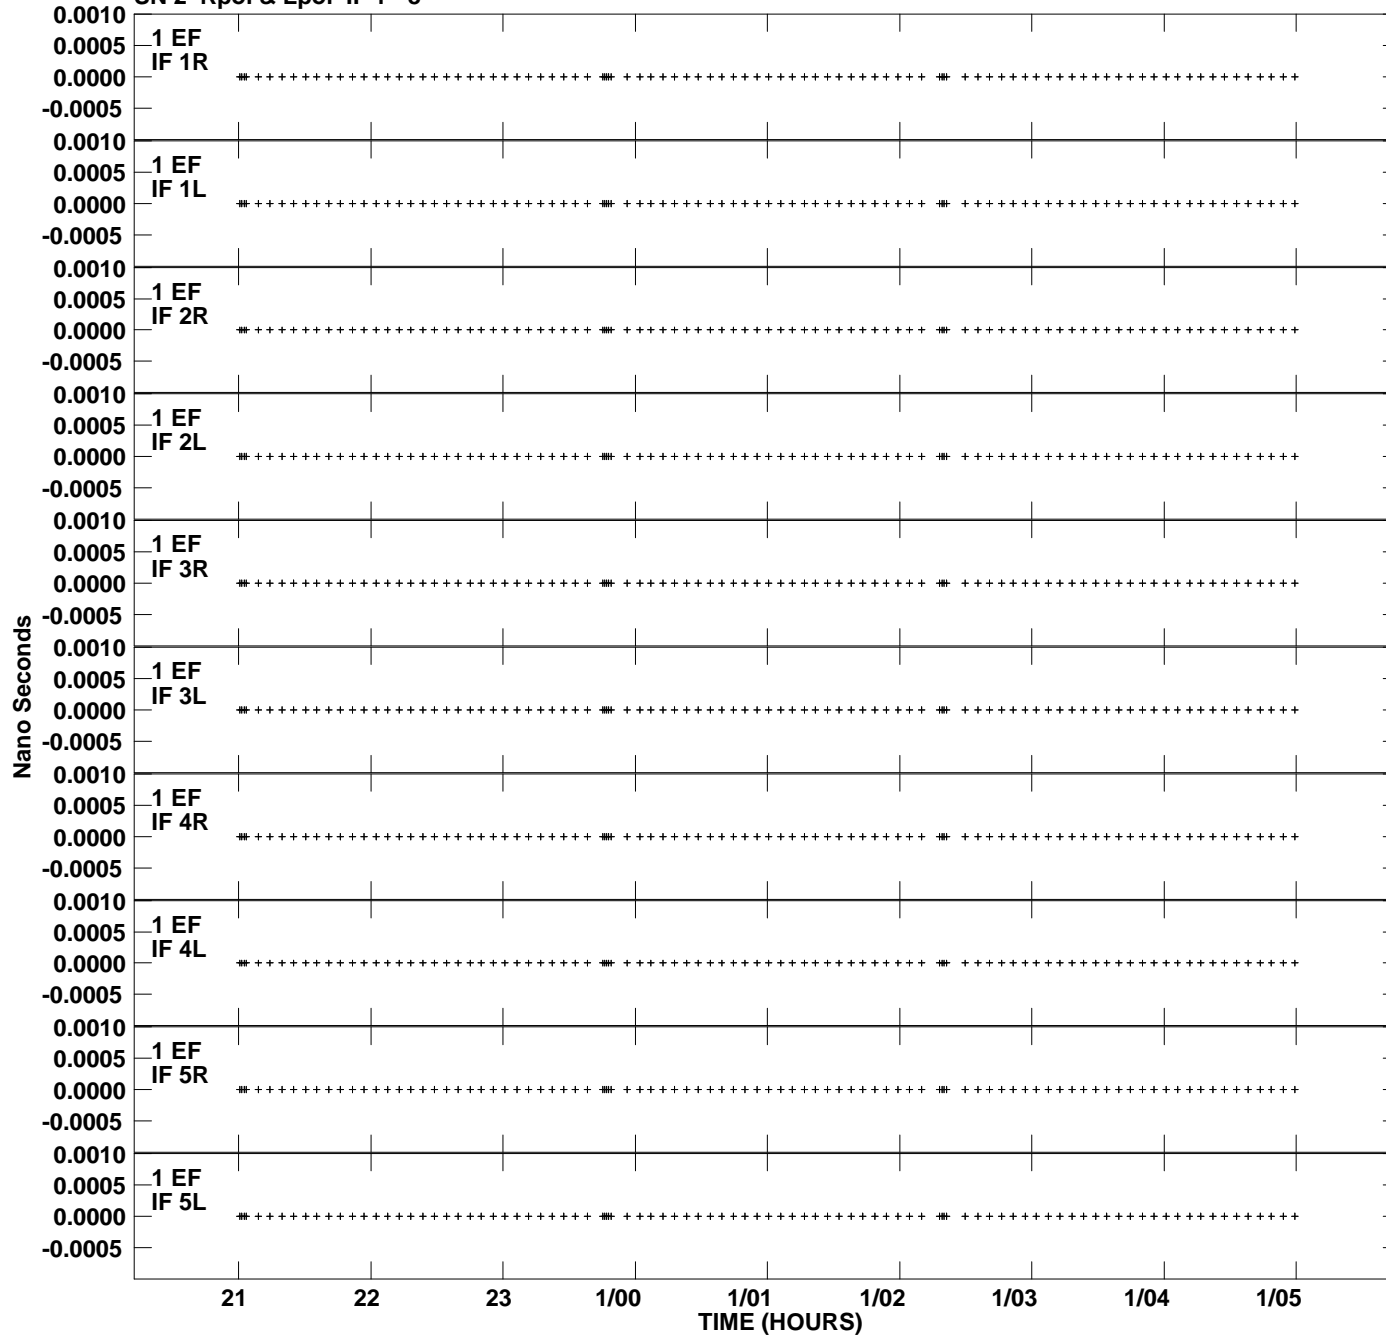 0.0010
0.0005
0.0000
-0.0005
1 EF
IF 1R
0.0010
0.0005
0.0000
-0.0005
1 EF
IF 1L
0.0010
0.0005
0.0000
-0.0005
1 EF
IF 2R
0.0010
0.0005
0.0000
-0.0005
1 EF
IF 2L
0.0010
0.0005
0.0000
-0.0005
1 EF
IF 3R
0.0010
0.0005
0.0000
-0.0005
1 EF
IF 3L
0.0010
0.0005
0.0000
-0.0005
1 EF
IF 4R
0.0010
0.0005
0.0000
-0.0005
1 EF
IF 4L
0.0010
0.0005
0.0000
-0.0005
1 EF
IF 5R
0.0010
0.0005
0.0000
-0.0005
1 EF
IF 5L
Nano Seconds
21 22 23 1/00 1/01 1/02 1/03 1/04 1/05
TIME (HOURS)